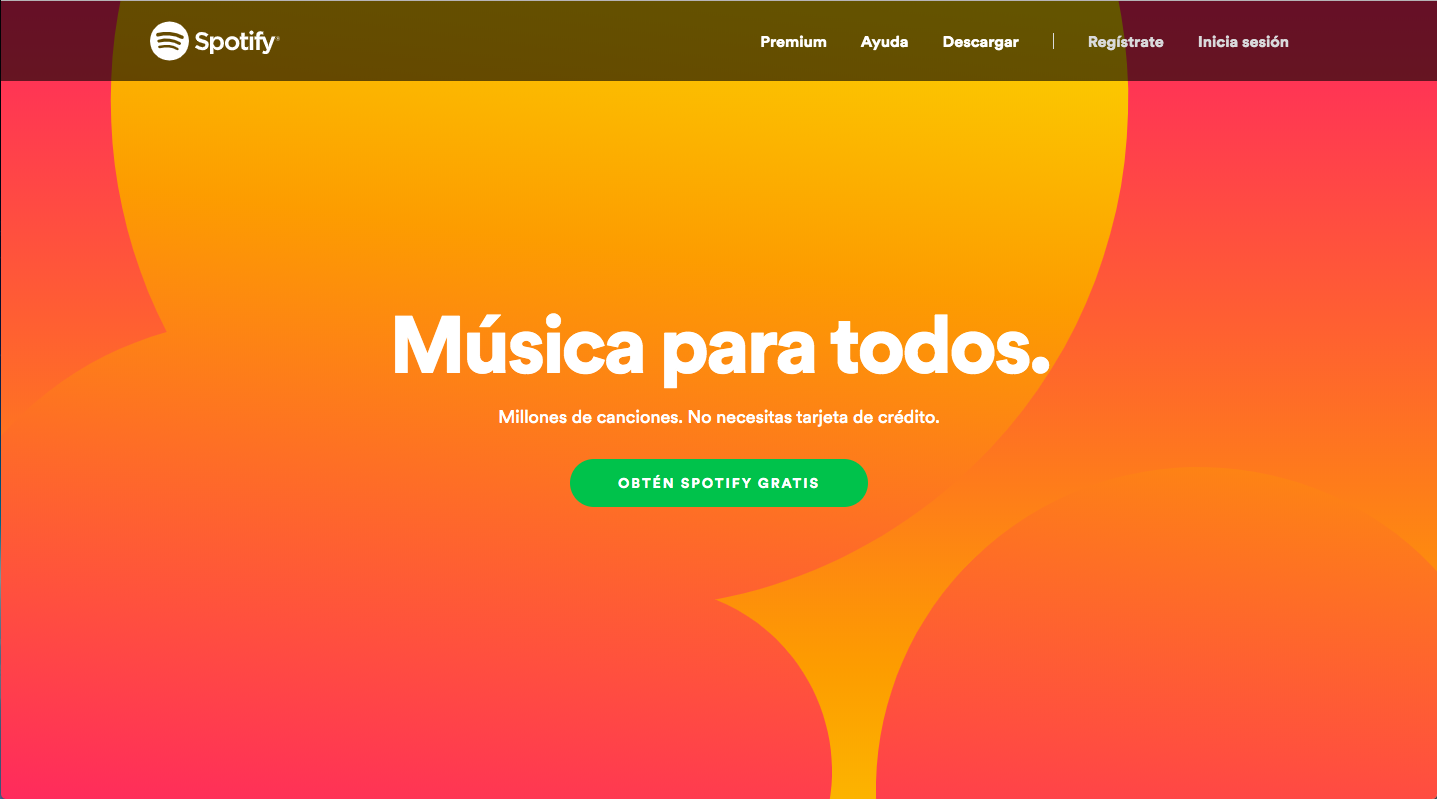 Spotify®
Premium Ayuda Descargar Regístrate Inicia sesión
Música para todos.
Millones de canciones. No necesitas tarjeta de crédito.
OBTÉN SPOTIFY GRATIS